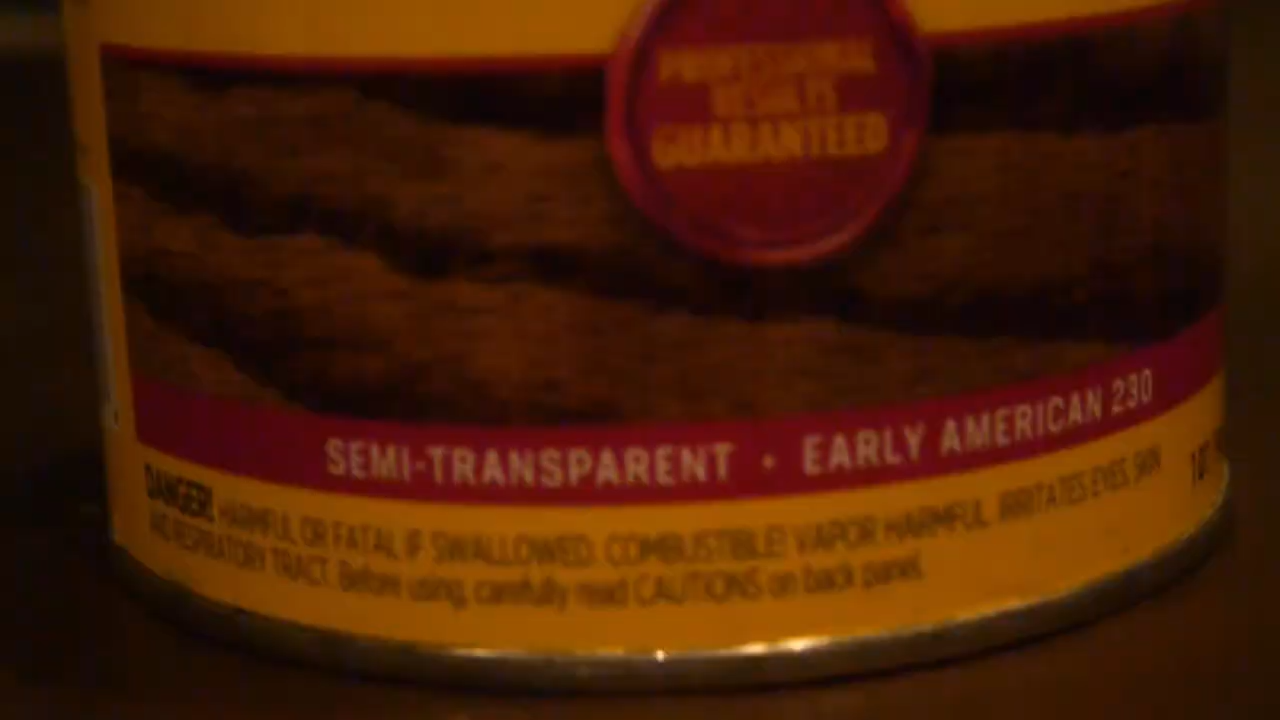 PROFESSIONAL
RESULTS
GUARANTEED
SEMI-TRANSPARENT • EARLY AMERICAN 230
DANGER! HARMFUL OR FATAL IF SWALLOWED. COMBUSTIBLE! VAPOR HARMFUL. IRRITATES EYES, SKIN
AND RESPIRATORY TRACT. Before using, carefully read CAUTIONS on back panel.